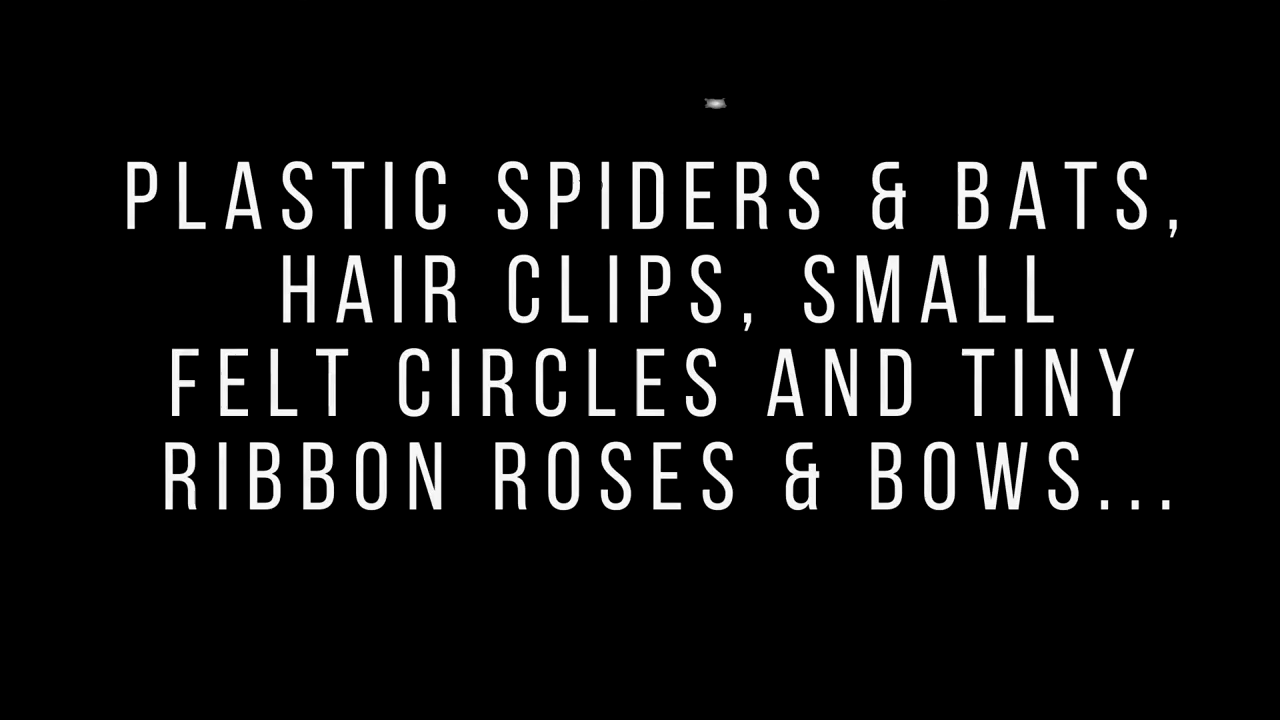 PLASTIC SPIDERS & BATS,
HAIR CLIPS, SMALL
FELT CIRCLES AND TINY
RIBBON ROSES & BOWS...